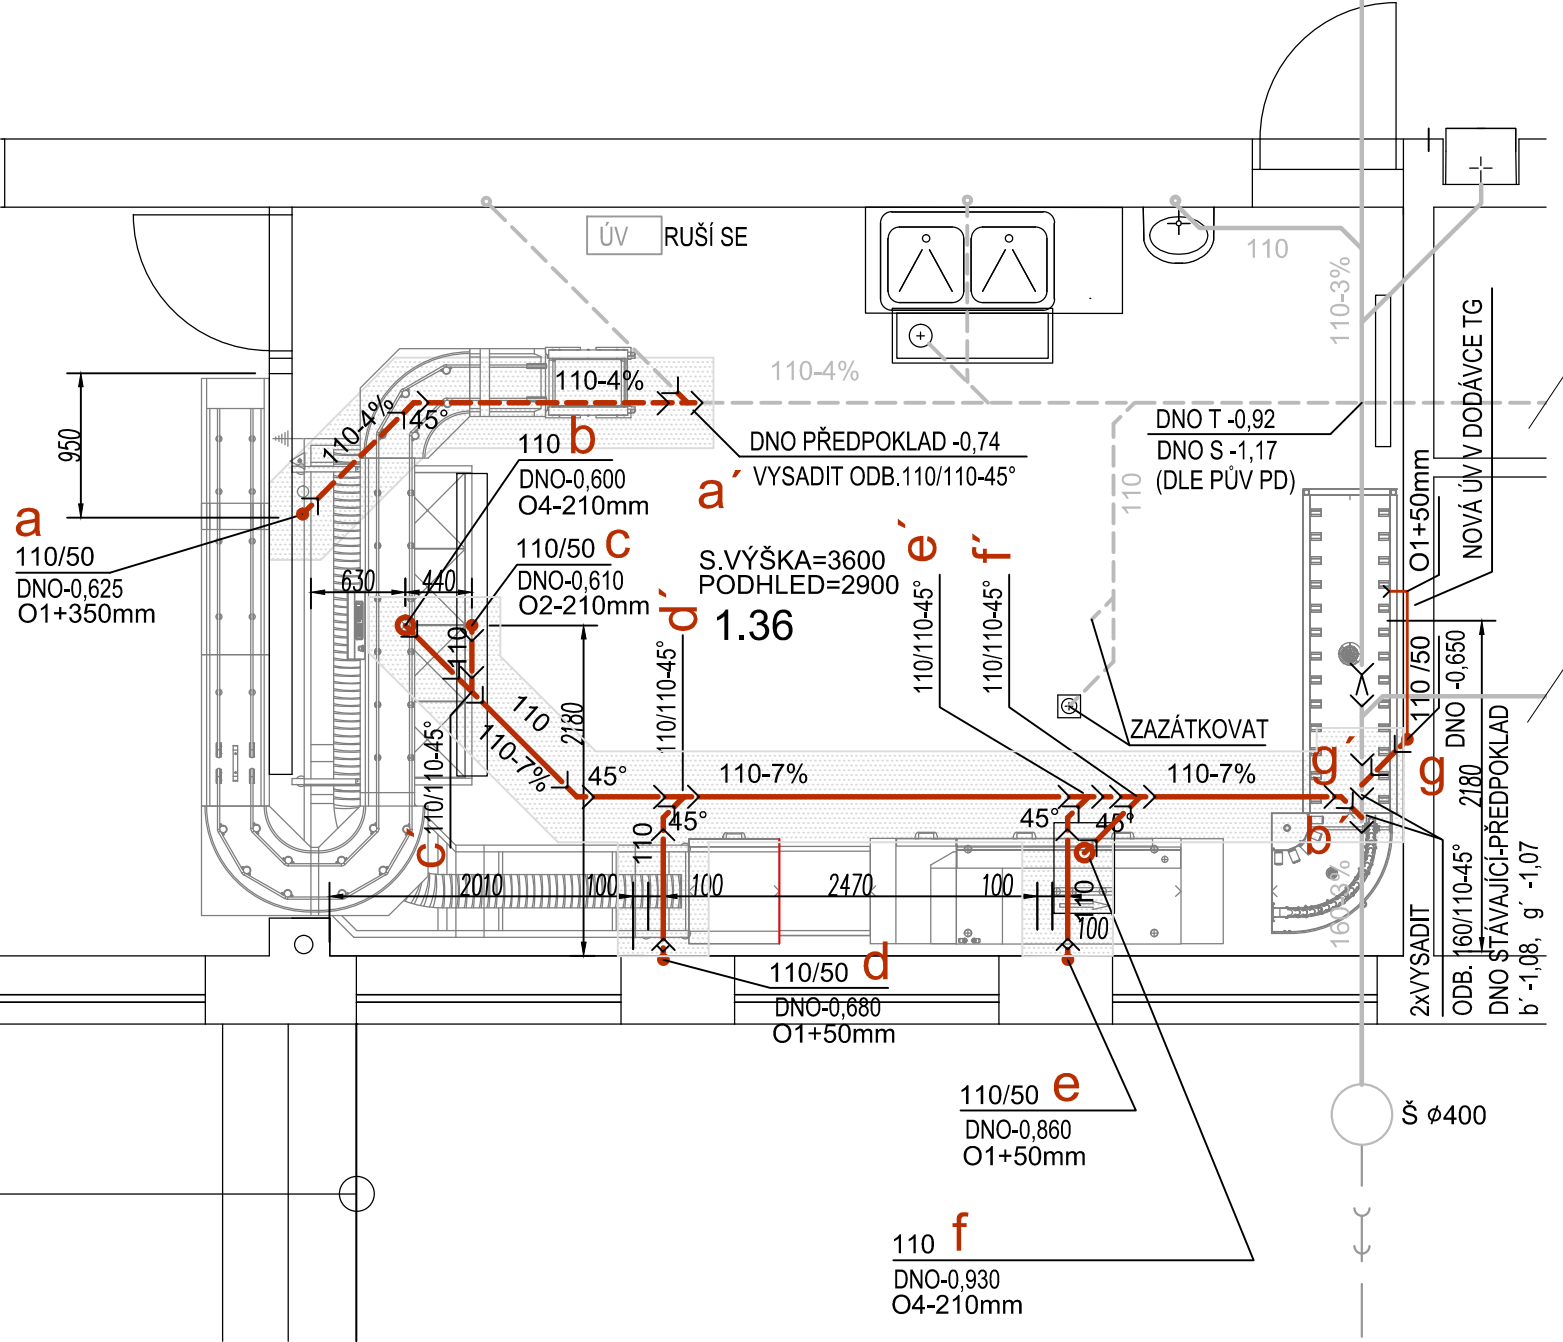 ÚV RUŠÍ SE
110
110-3%
NOVÁ ÚV V DODÁVCE TG
950
110-4%
45°
110-4%
110-4%
DNO PŘEDPOKLAD -0,74
a´ VYSADIT ODB.110/110-45°
DNO T -0,92
DNO S -1,17
(DLE PŮV PD)
110
O1+50mm
a
110/50
DNO-0,625
O1+350mm
110 b
DNO-0,600
O4-210mm
110/50 c
DNO-0,610
O2-210mm
630
440
S.VÝŠKA=3600
PODHLED=2900
1.36
d´
110/110-45°
e´
110/110-45°
f´
110/110-45°
110
110
110-7%
2180
c´
110/110-45°
45°
110-7%
110-7%
ZAZÁTKOVAT
110 /50
DNO -0,650
g´
g
b´
2180
45°
45°
45°
110
2010
100
100
2470
100
110
100
160-3%
2xVYSADIT
ODB. 160/110-45°
DNO STÁVAJÍCÍ-PŘEDPOKLAD
b´ -1,08, g´ -1,07
110/50 d
DNO-0,680
O1+50mm
110/50 e
DNO-0,860
O1+50mm
Š ø400
110 f
DNO-0,930
O4-210mm